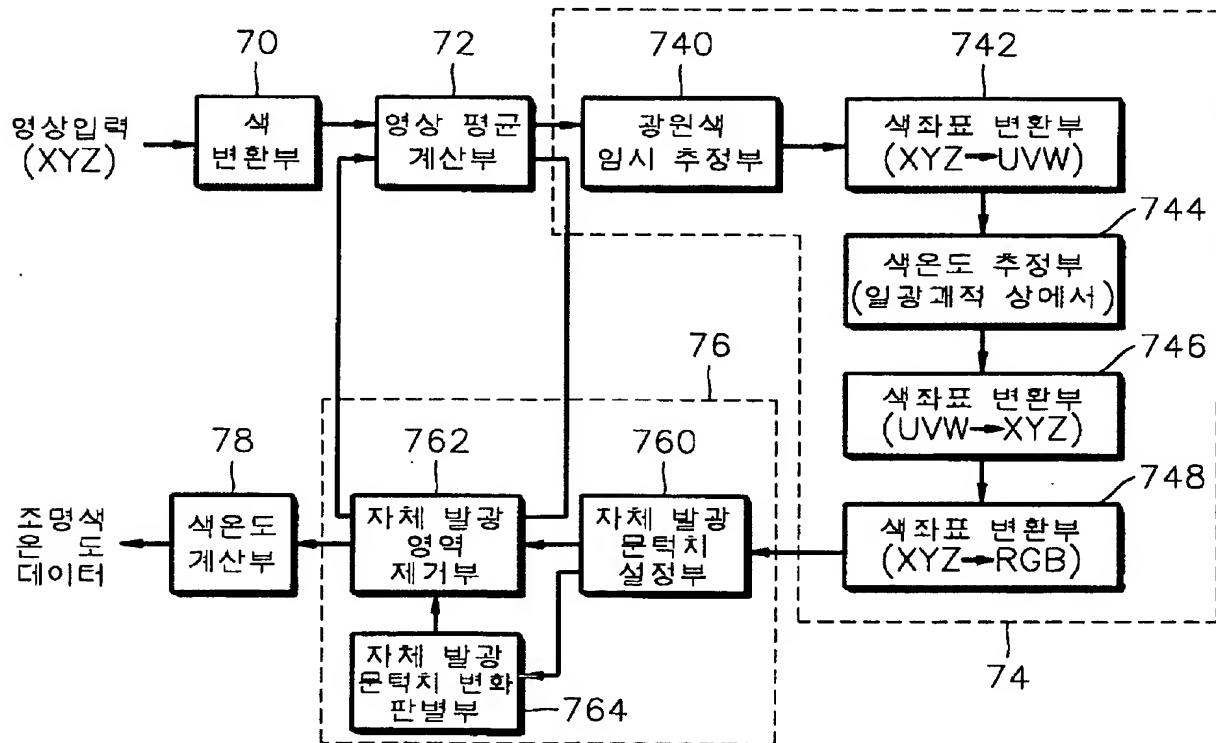 70
72
740
742
영상입력
(XYZ)
색
변환부
영상 평균
계산부
광원색
임시 추정부
색좌표 변환부
(XYZ→UVW)
744
색온도 추정부
(일광궤적 상에서)
76
746
색좌표 변환부
(UVW→XYZ)
78
762
760
748
조명색
온 도
데이터
색온도
계산부
자체 발광
영역
제거부
자체 발광
문턱치
설정부
색좌표 변환부
(XYZ→RGB)
자체 발광
문턱치 변화
판별부
764
74